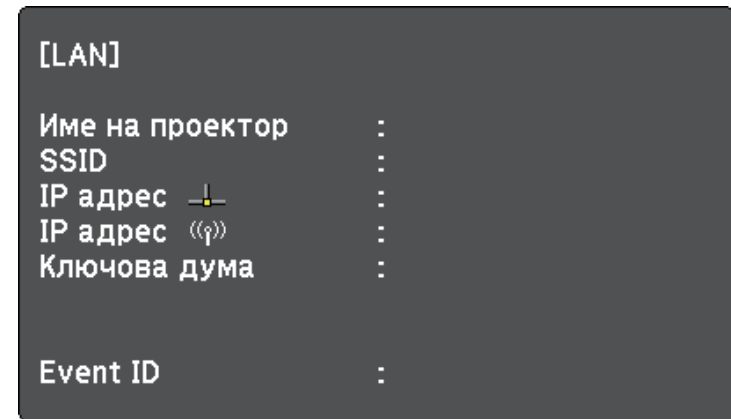 [LAN]
Име на проектор :
SSID :
IP адрес :
IP адрес :
Ключова дума :
Event ID :